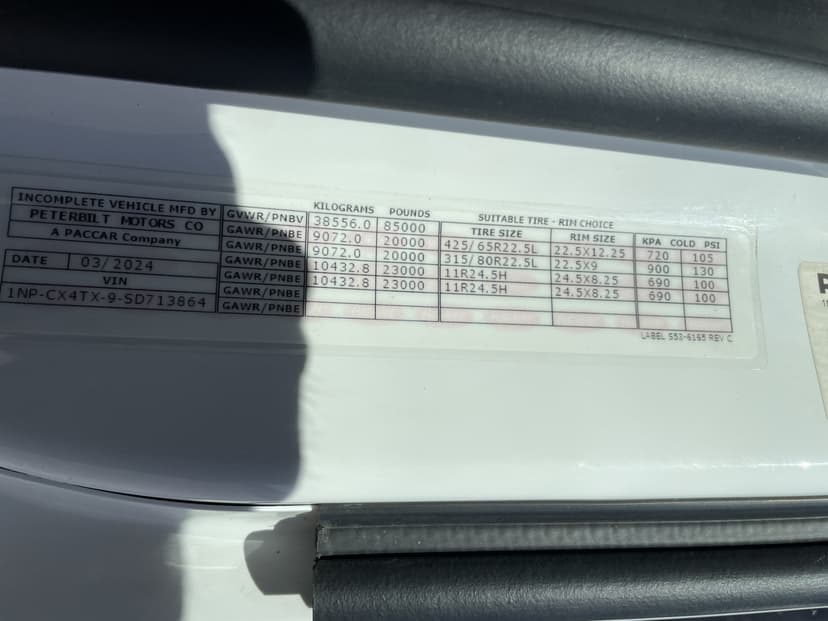 INCOMPLETE VEHICLE MFD BY
PETERBILT MOTORS CO
A PACCAR Company
DATE 03/2024
VIN
1NP-CX4TX-9-SD713864
KILOGRAMS POUNDS SUITABLE TIRE - RIM CHOICE
TIRE SIZE RIM SIZE KPA COLD PSI
GVWR/PNBV 38556.0 85000
GAWR/PNBE 9072.0 20000 425/65R22.5L 22.5X12.25 720 105
GAWR/PNBE 9072.0 20000 315/80R22.5L 22.5X9 900 130
GAWR/PNBE 10432.8 23000 11R24.5H 24.5X8.25 690 100
GAWR/PNBE 10432.8 23000 11R24.5H 24.5X8.25 690 100
GAWR/PNBE
LABEL S53-6165 REV C